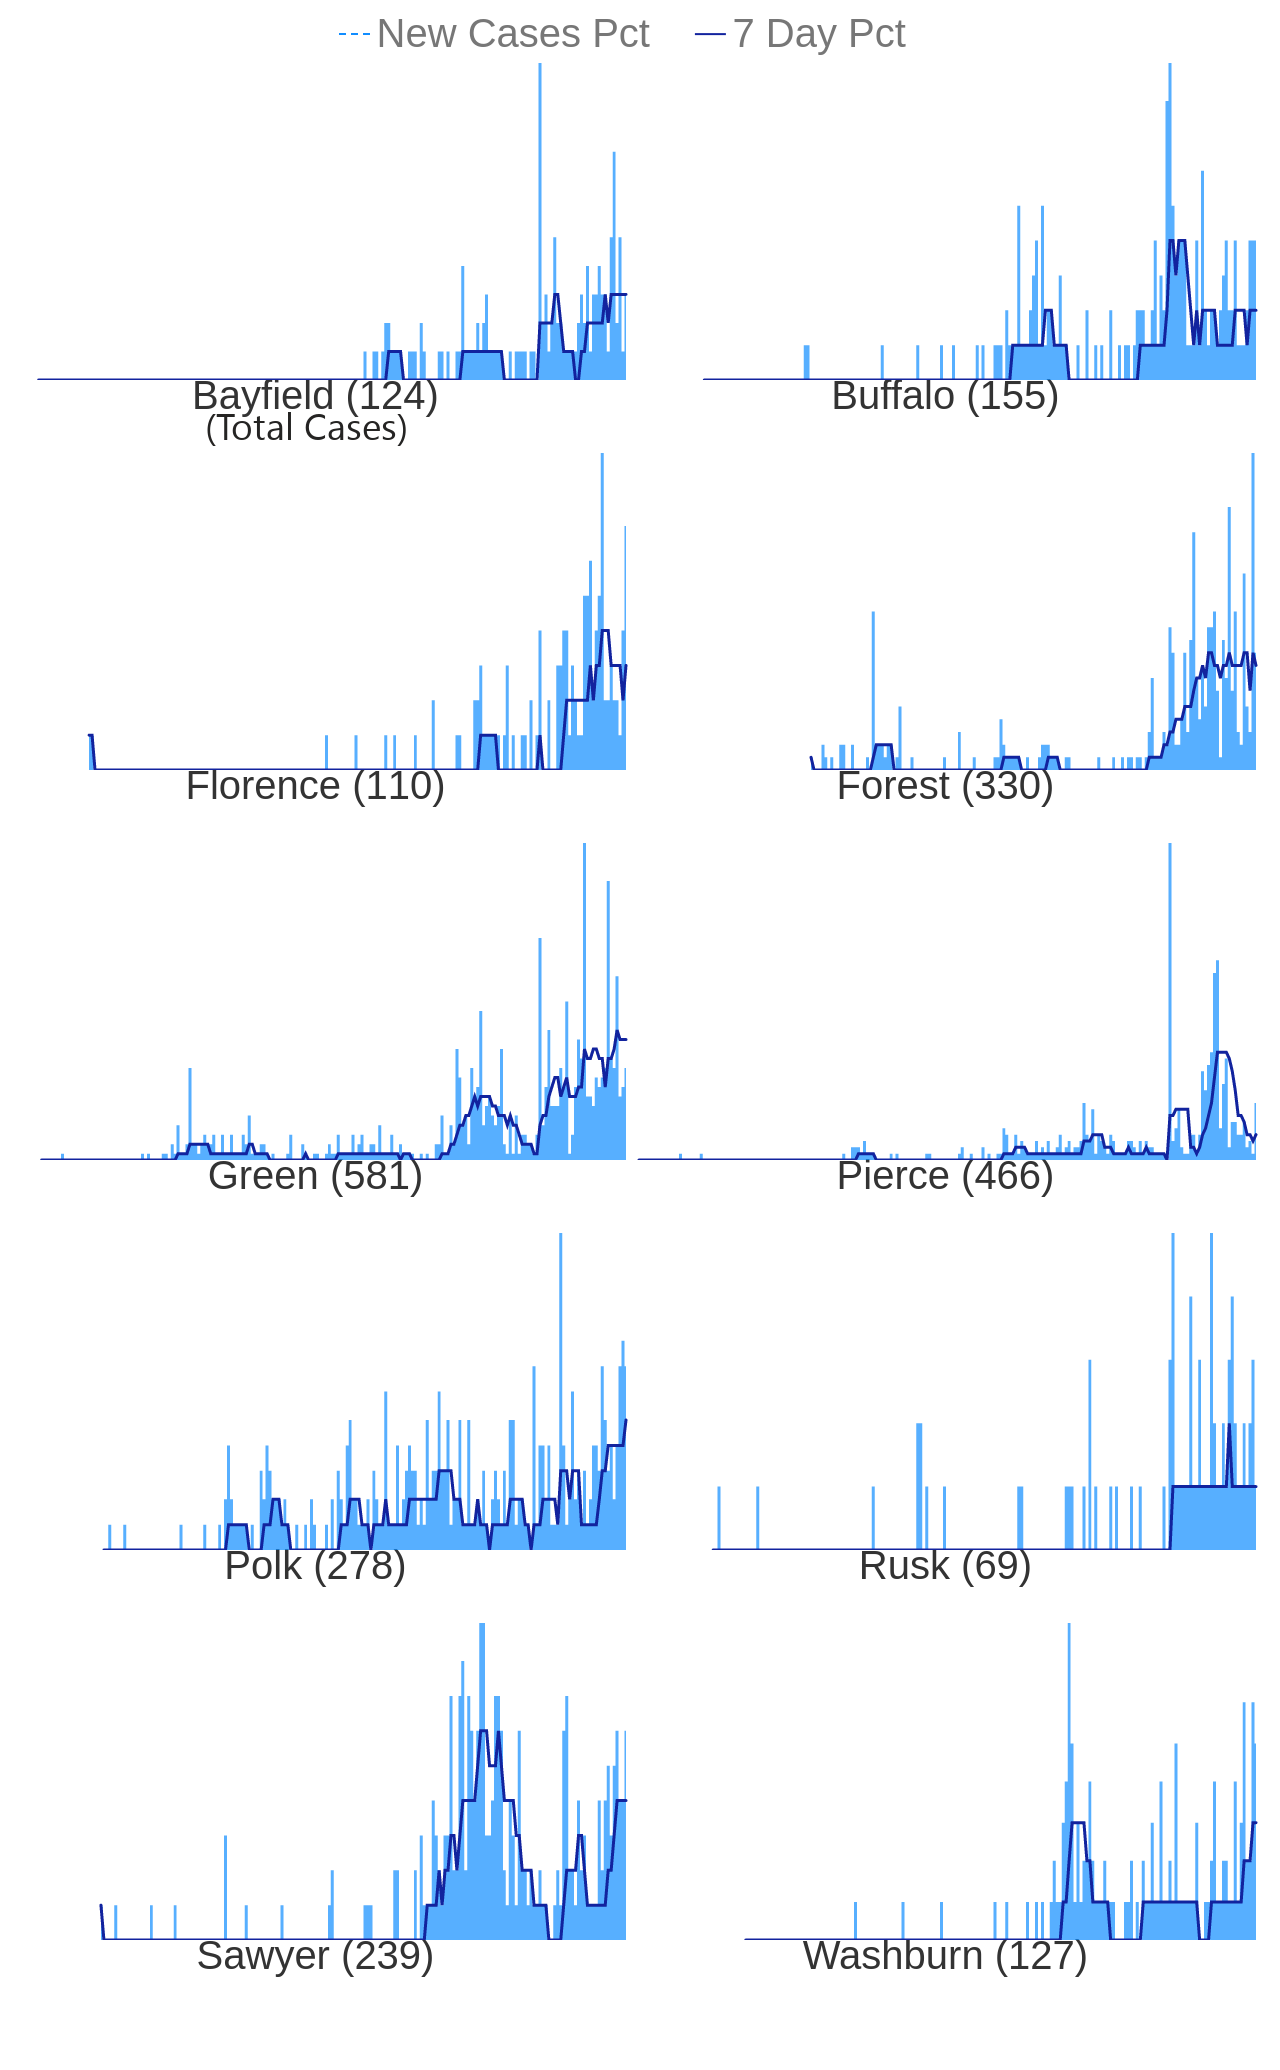 New Cases Pct 7 Day Pct
Bayfield (124) Buffalo (155)
(Total Cases)
Florence (110) Forest (330)
Green (581) Pierce (466)
Polk (278) Rusk (69)
Sawyer (239) Washburn (127)